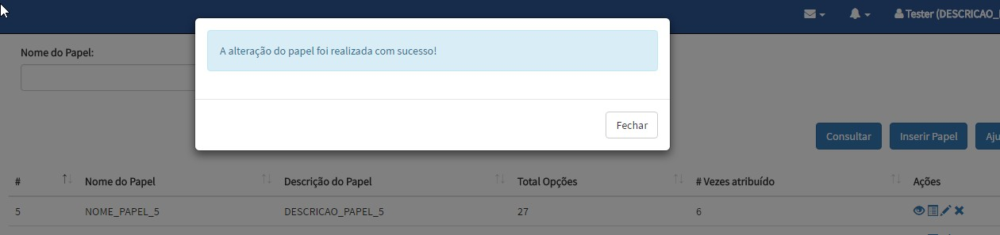 Tester (DESCRICAO_
A alteração do papel foi realizada com sucesso!
Nome do Papel:
Fechar
Consultar
Inserir Papel
Aju
# Nome do Papel Descrição do Papel Total Opções # Vezes atribuído Ações
5 NOME_PAPEL_5 DESCRICAO_PAPEL_5 27 6